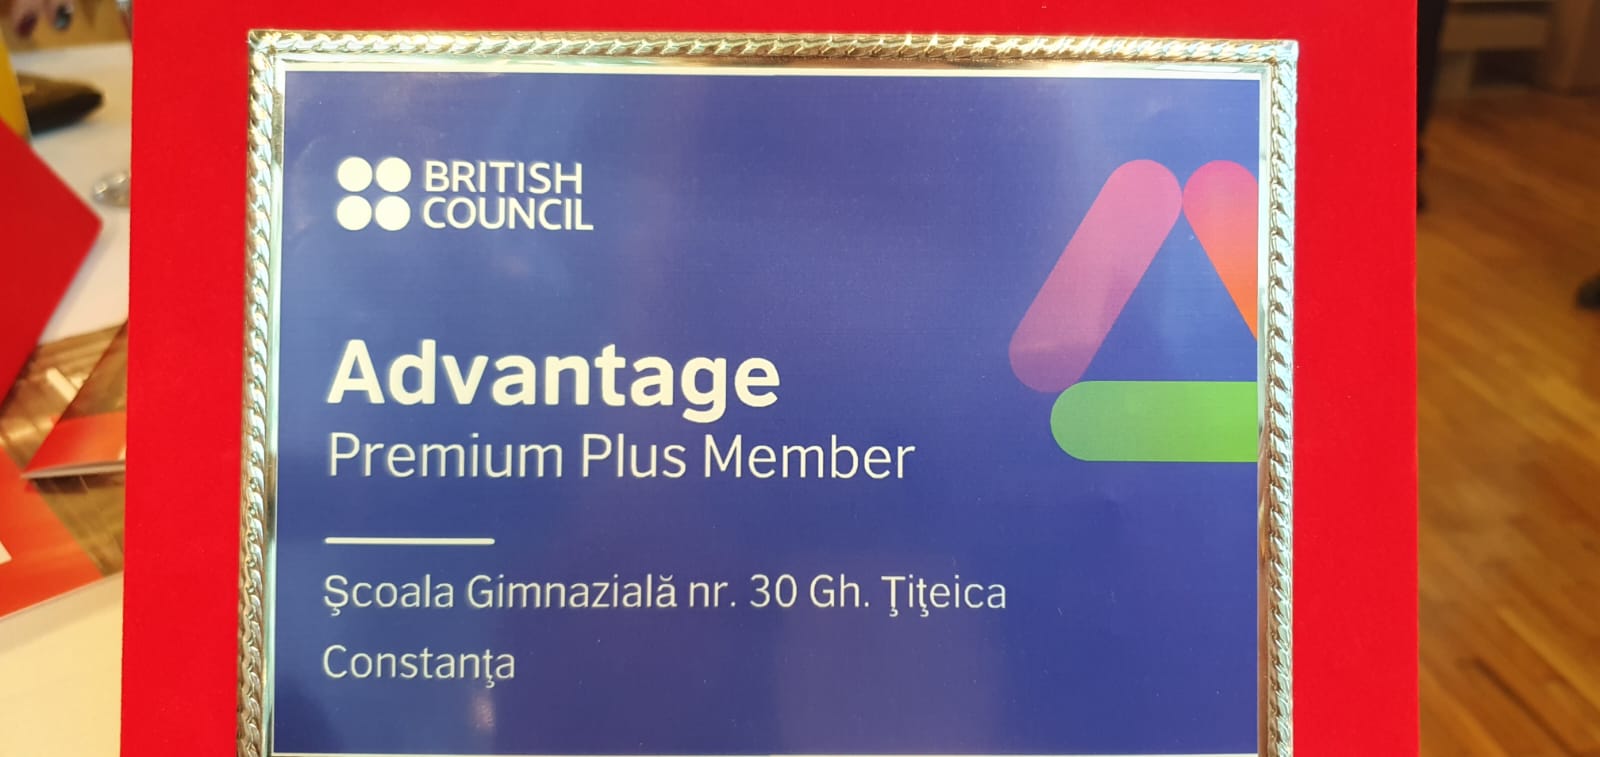 BRITISH
COUNCIL
Advantage
Premium Plus Member
Şcoala Gimnazială nr. 30 Gh. Ţiţeica
Constanţa